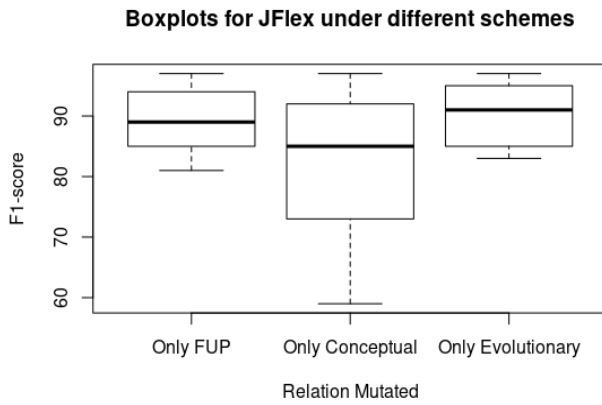 Boxplots for JFlex under different schemes
F1-score
90
80
70
60
Only FUP Only Conceptual Only Evolutionary
Relation Mutated